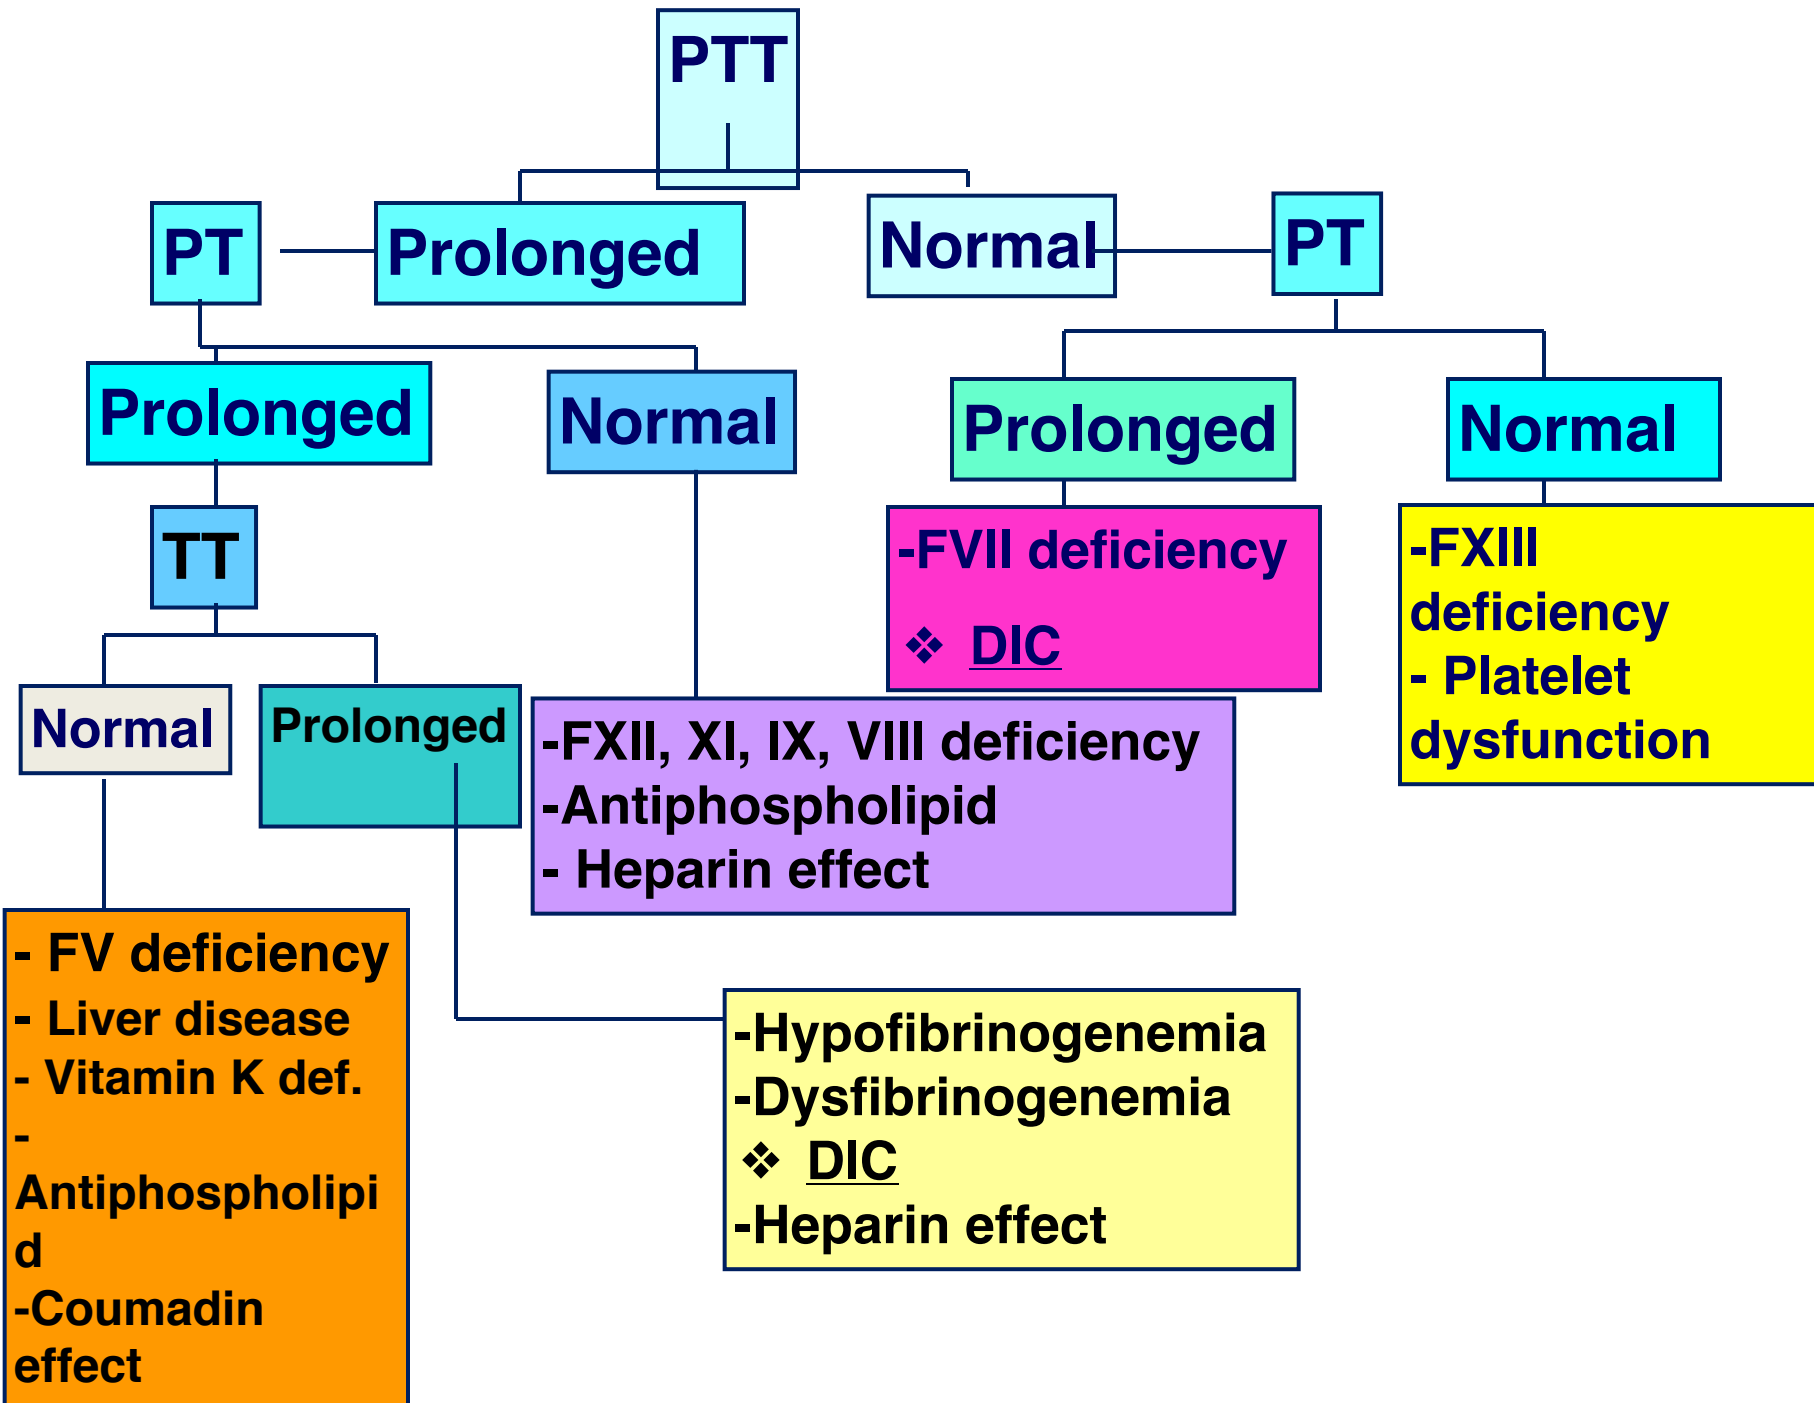 PTT
PT
Prolonged
Normal
PT
Prolonged
Normal
Prolonged
Normal
TT
-FVII deficiency
❖ DIC
-FXIII
deficiency
- Platelet
dysfunction
Normal
Prolonged
-FXII, XI, IX, VIII deficiency
-Antiphospholipid
- Heparin effect
- FV deficiency
- Liver disease
- Vitamin K def.
-
Antiphospholipi
d
-Coumadin
effect
-Hypofibrinogenemia
-Dysfibrinogenemia
❖ DIC
-Heparin effect